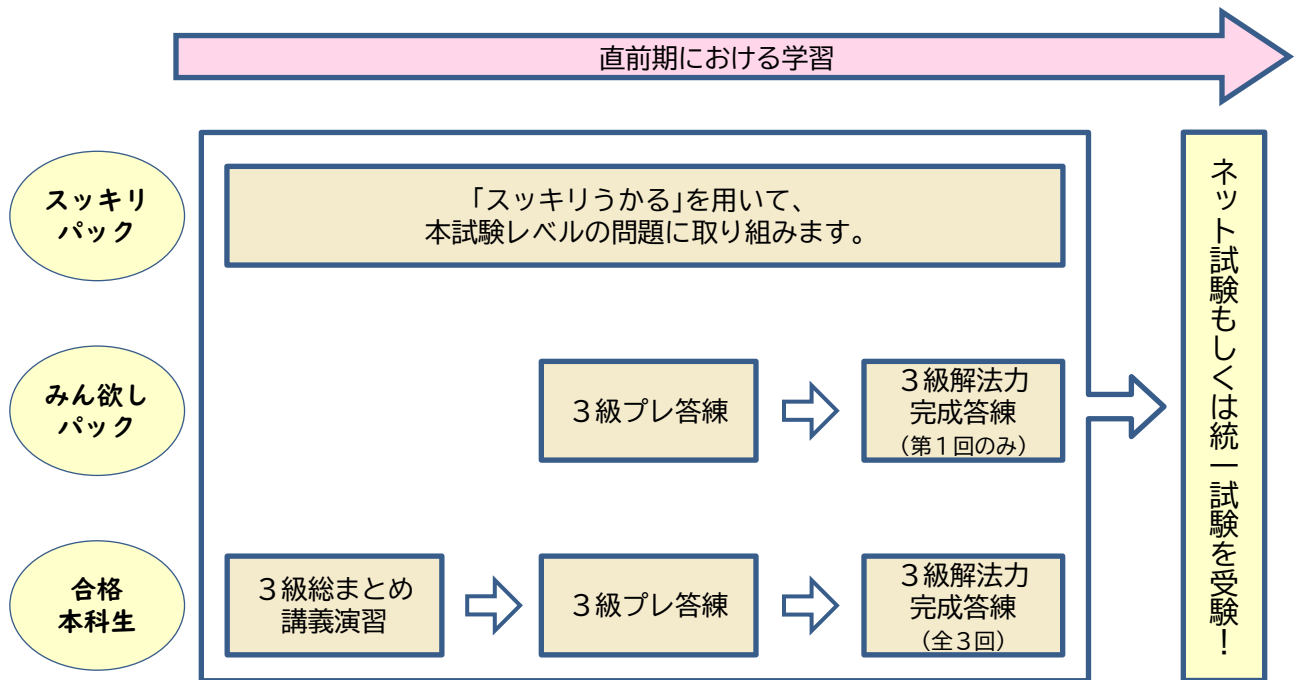 直前期における学習
スッキリ
パック
「スッキリうかる」を用いて、
本試験レベルの問題に取り組みます。
みん欲し
パック
３級プレ答練
３級解法力
完成答練
（第１回のみ）
合格
本科生
３級総まとめ
講義演習
３級プレ答練
３級解法力
完成答練
（全３回）
ネット試験もしくは統一試験を受験！